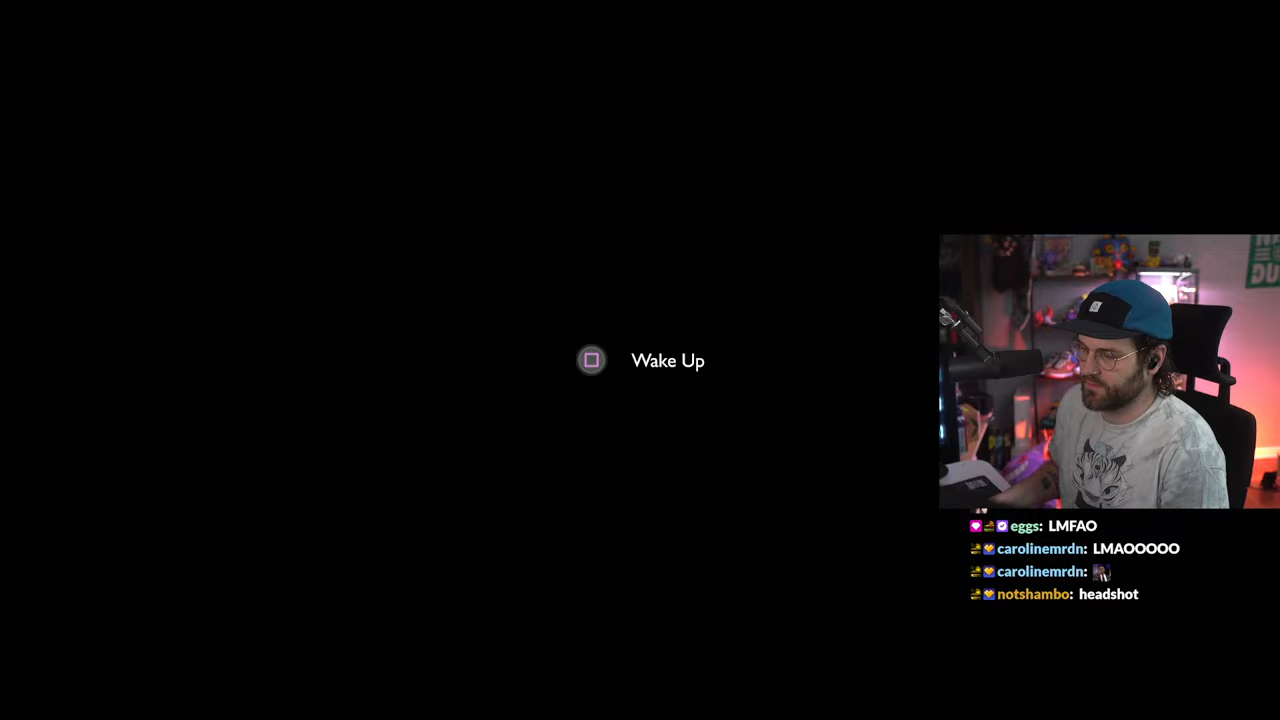 Wake Up
eggs: LMFAO
carolinemrdn: LMAOOOOO
carolinemrdn:
notshambo: headshot